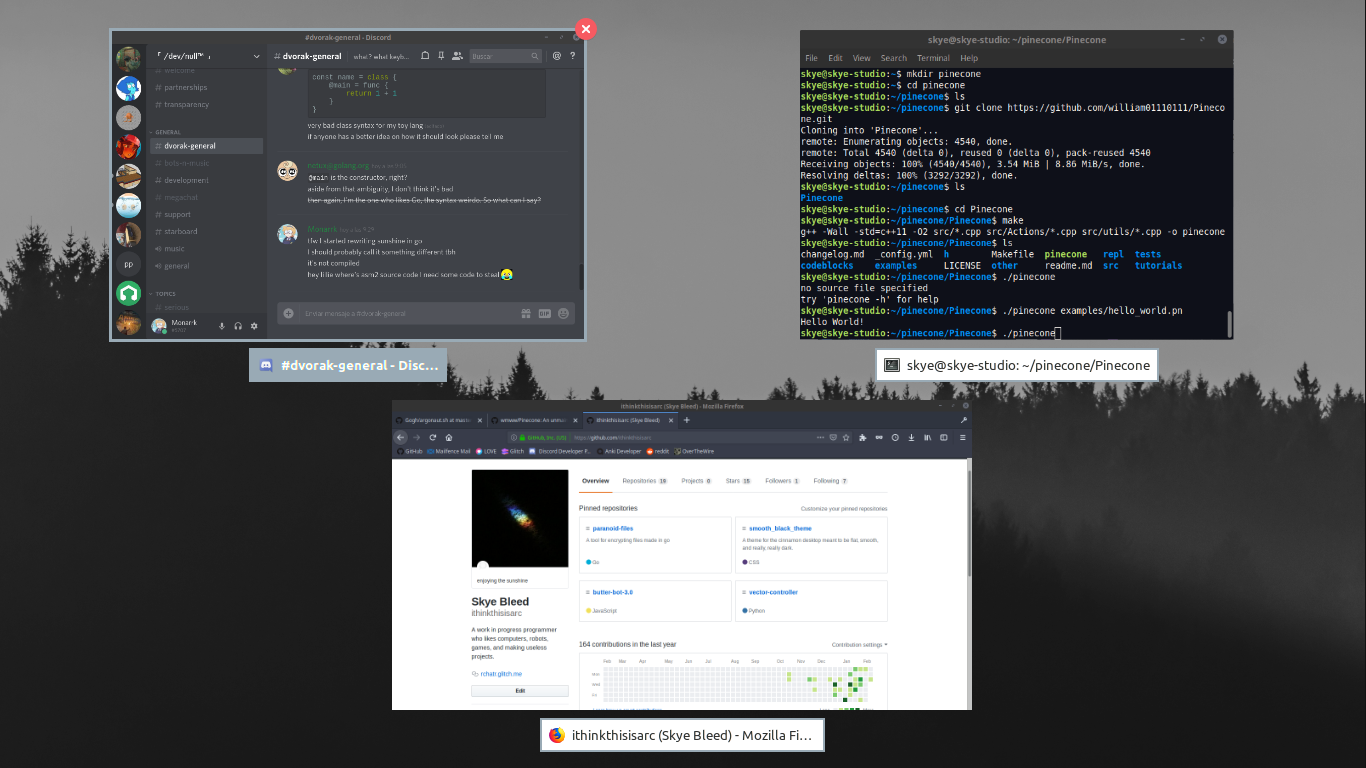 #dvorak-general - Discord
「 /dev/null™ 」
# dvorak-general
what? what keyb...
Buscar
# welcome
# partnerships
# transparency
GENERAL
# dvorak-general
# bots-n-music
# development
# megachat
# support
# starboard
music
general
TOPICS
# serious
PP
Monarrk
const name = class {
@main = func {
return 1 + 1
}
}
very bad class syntax for my toy lang
if anyone has a better idea on how it should look please tell me
@main is the constructor, right?
aside from that ambiguity, I don't think it's bad
then again, I'm the one who likes Go, the syntax weirdo. So what can I say?
Monarrk
tfw I started rewriting sunshine in go
I should probably call it something different tbh
it's not compiled
hey lillie where's asm2 source code I need some code to steal
Enviar mensaje a #dvorak-general
GIF
#dvorak-general - Disc...
skye@skye-studio: ~/pinecone/Pinecone
File Edit View Search Terminal Help
skye@skye-studio:~$ mkdir pinecone
skye@skye-studio:~$ cd pinecone
skye@skye-studio:~/pinecone$ ls
skye@skye-studio:~/pinecone$ git clone https://github.com/william01110111/Pineco
ne.git
Cloning into 'Pinecone'...
remote: Enumerating objects: 4540, done.
remote: Total 4540 (delta 0), reused 0 (delta 0), pack-reused 4540
Receiving objects: 100% (4540/4540), 3.54 MiB | 8.86 MiB/s, done.
Resolving deltas: 100% (3292/3292), done.
skye@skye-studio:~/pinecone$ ls
Pinecone
skye@skye-studio:~/pinecone$ cd Pinecone
skye@skye-studio:~/pinecone/Pinecone$ make
g++ -Wall -std=c++11 -O2 src/*.cpp src/Actions/*.cpp src/utils/*.cpp -o pinecone
skye@skye-studio:~/pinecone/Pinecone$ ls
changelog.md _config.yml h Makefile pinecone repl tests
codeblocks examples LICENSE other readme.md src tutorials
skye@skye-studio:~/pinecone/Pinecone$ ./pinecone
no source file specified
try 'pinecone -h' for help
skye@skye-studio:~/pinecone/Pinecone$ ./pinecone examples/hello_world.pn
Hello World!
skye@skye-studio:~/pinecone/Pinecone$ ./pinecone
skye@skye-studio: ~/pinecone/Pinecone
ithinkthisisarc (Skye Bleed) - Mozilla Firefox
ithinkthisisarc (Skye Bleed)
GitHub, Inc. (US)
https://github.com/ithinkthisisarc
GitHub Mailfence Mail LOVE Glitch Discord Developer P... Anki Developer reddit OverTheWire
Overview Repositories 19 Projects 0 Stars 15 Followers 1 Following 7
Pinned repositories
Customize your pinned repositories
paranoid-files
A tool for encrypting files made in go
Go
smooth_black_theme
A theme for the cinnamon desktop meant to be flat, smooth,
and really, really dark.
CSS
butter-bot-3.0
JavaScript
vector-controller
Python
enjoying the sunshine
Skye Bleed
ithinkthisisarc
A work in progress programmer
who likes computers, robots,
games, and making useless
projects.
rchatr.glitch.me
Edit
164 contributions in the last year
Contribution settings
Feb Mar Apr May Jun Jul Aug Sep Oct Nov Dec Jan Feb
Mon
Wed
Fri
ithinkthisisarc (Skye Bleed) - Mozilla Fi...